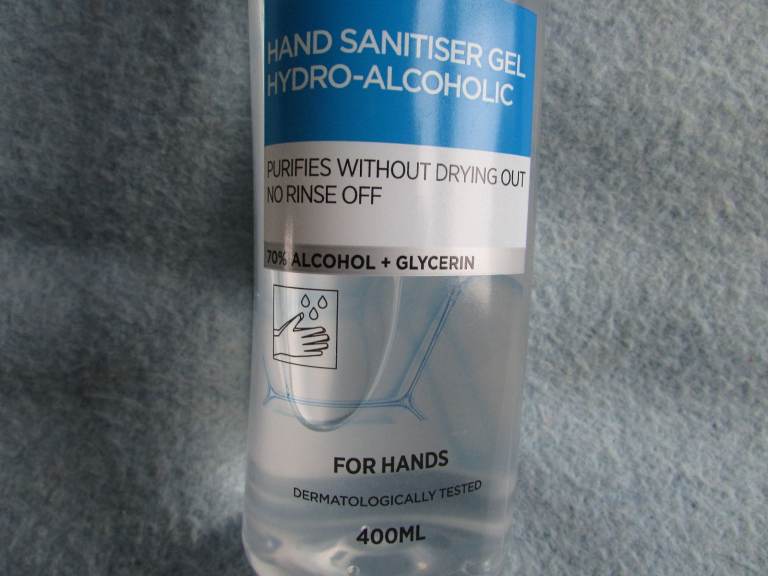 HAND SANITISER GEL
HYDRO-ALCOHOLIC
PURIFIES WITHOUT DRYING OUT
NO RINSE OFF
70% ALCOHOL + GLYCERIN
FOR HANDS
DERMATOLOGICALLY TESTED
400ML